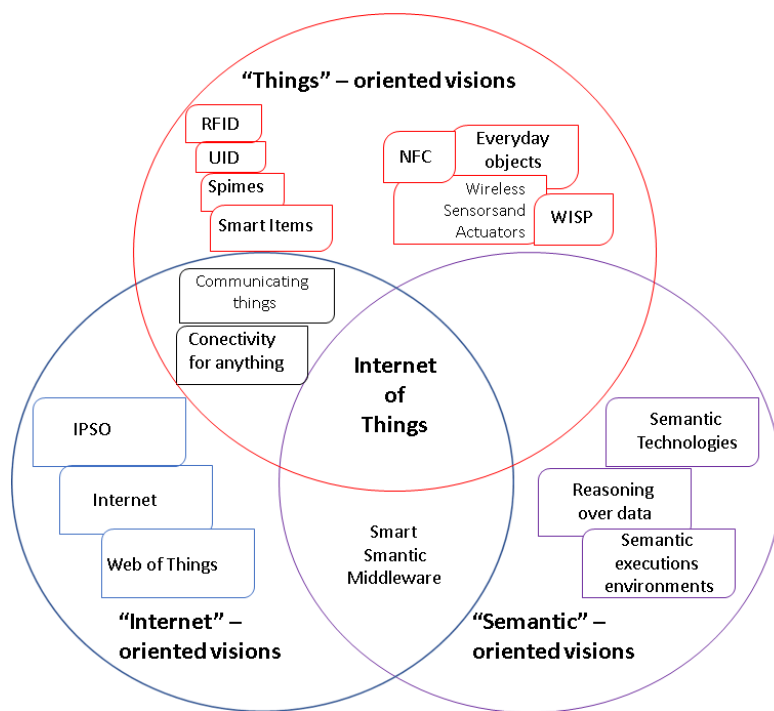 “Things” – oriented visions
RFID
UID
Spimes
Smart Items
NFC
Everyday
objects
Wireless
Sensorsand
Actuators
WISP
Communicating
things
Conectivity
for anything
Internet
of
Things
IPSO
Internet
Web of Things
Semantic
Technologies
Reasoning
over data
Semantic
executions
environments
Smart
Smantic
Middleware
“Internet” –
oriented visions
“Semantic” –
oriented visions